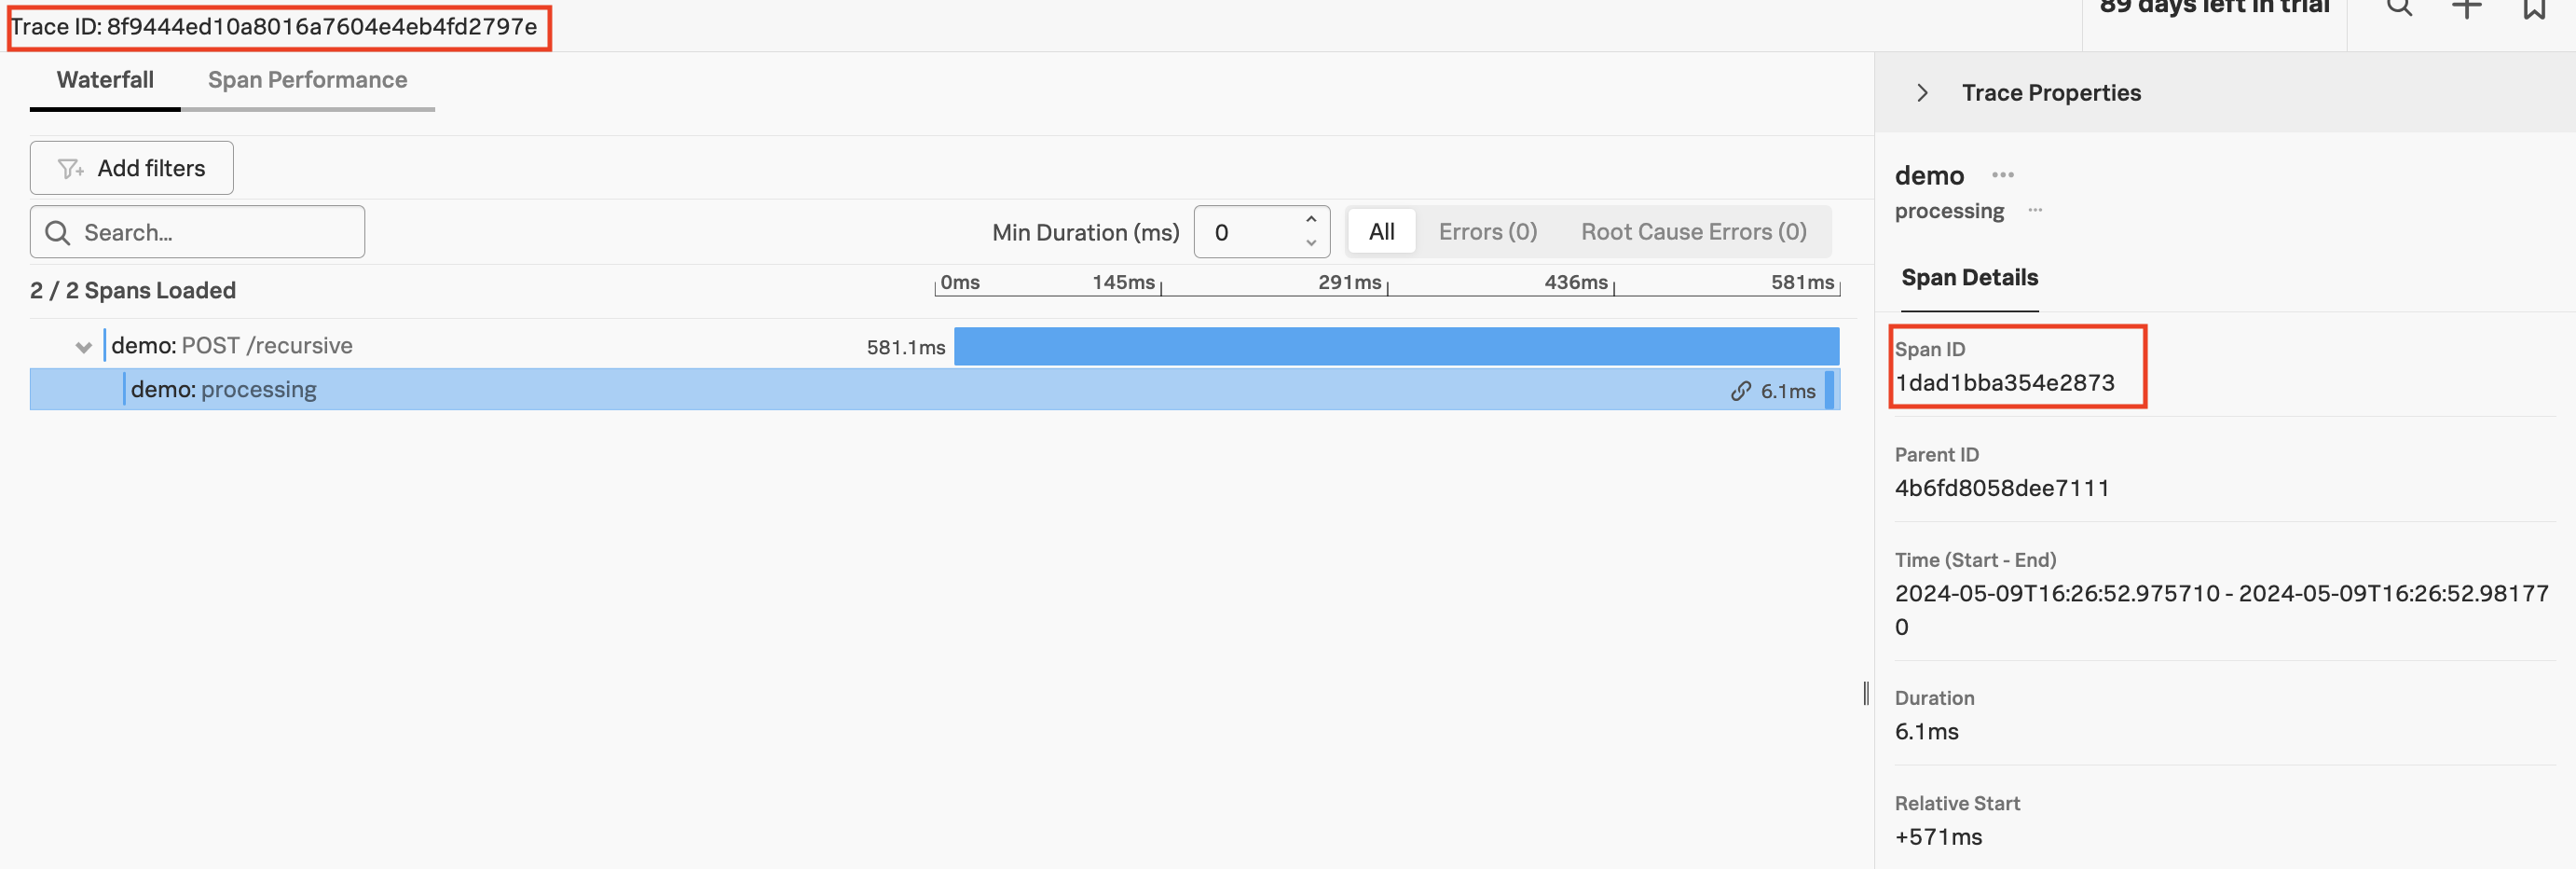 Trace ID: 8f9444ed10a8016a7604e4eb4fd2797e
89 days left in trial
Waterfall
Span Performance
Add filters
Search...
Min Duration (ms)
0
All
Errors (0)
Root Cause Errors (0)
2 / 2 Spans Loaded
0ms
145ms
291ms
436ms
581ms
demo: POST /recursive
581.1ms
demo: processing
6.1ms
Trace Properties
demo ...
processing ...
Span Details
Span ID
1dad1bba354e2873
Parent ID
4b6fd8058dee7111
Time (Start - End)
2024-05-09T16:26:52.975710 - 2024-05-09T16:26:52.98177
0
Duration
6.1ms
Relative Start
+571ms